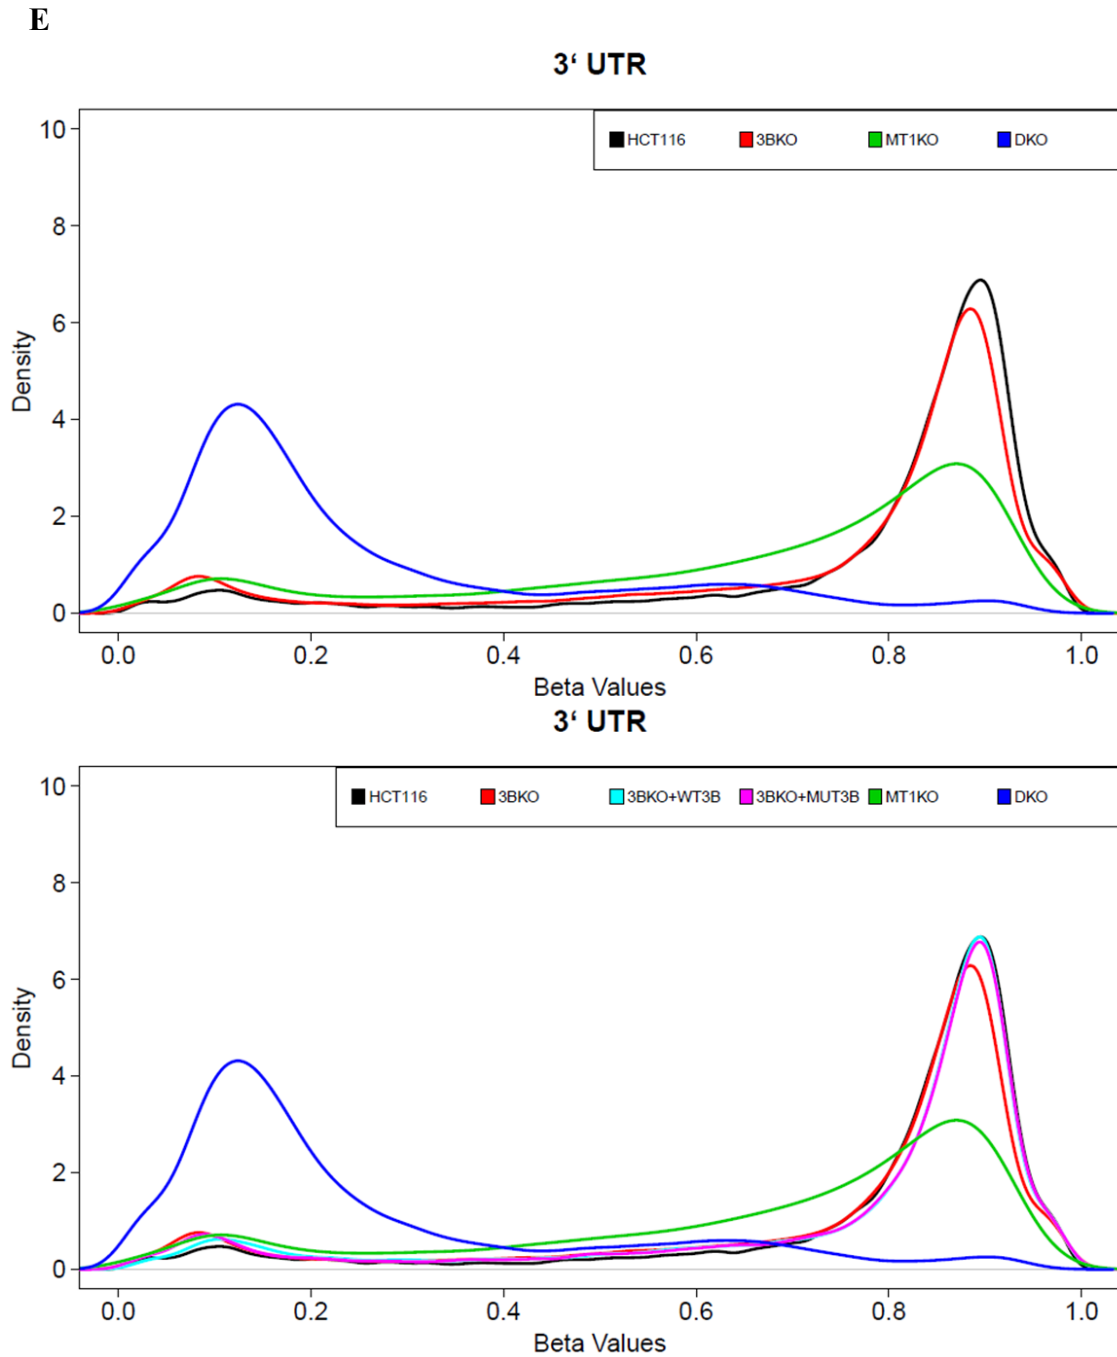 E
3‘ UTR
HCT116 3BKO MT1KO DKO
10
8
6
4
2
0
Density
0.0 0.2 0.4 0.6 0.8 1.0
Beta Values
3‘ UTR
HCT116 3BKO 3BKO+WT3B 3BKO+MUT3B MT1KO DKO
10
8
6
4
2
0
Density
0.0 0.2 0.4 0.6 0.8 1.0
Beta Values